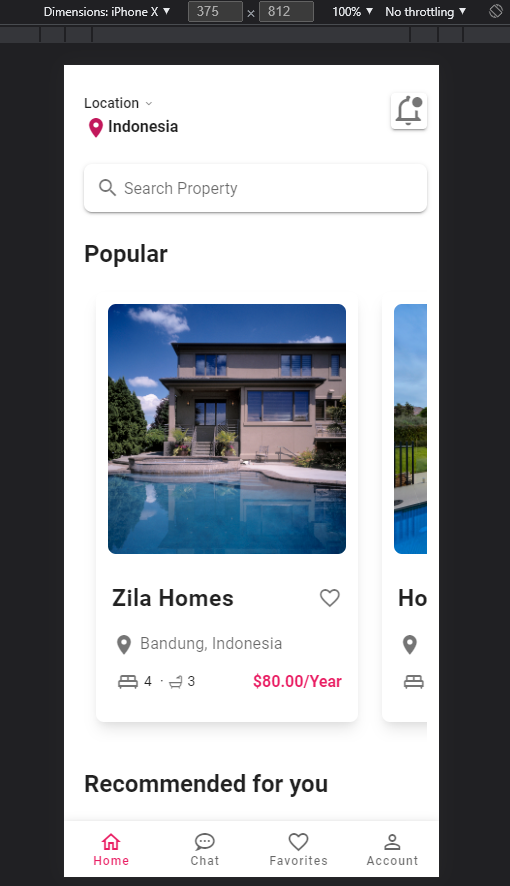 Dimensions: iPhone X ▼ 375 × 812 100% ▼ No throttling ▼
Location
Indonesia
Search Property
Popular
Zila Homes
Ho
Bandung, Indonesia
4 · 3 $80.00/Year
Recommended for you
Home Chat Favorites Account